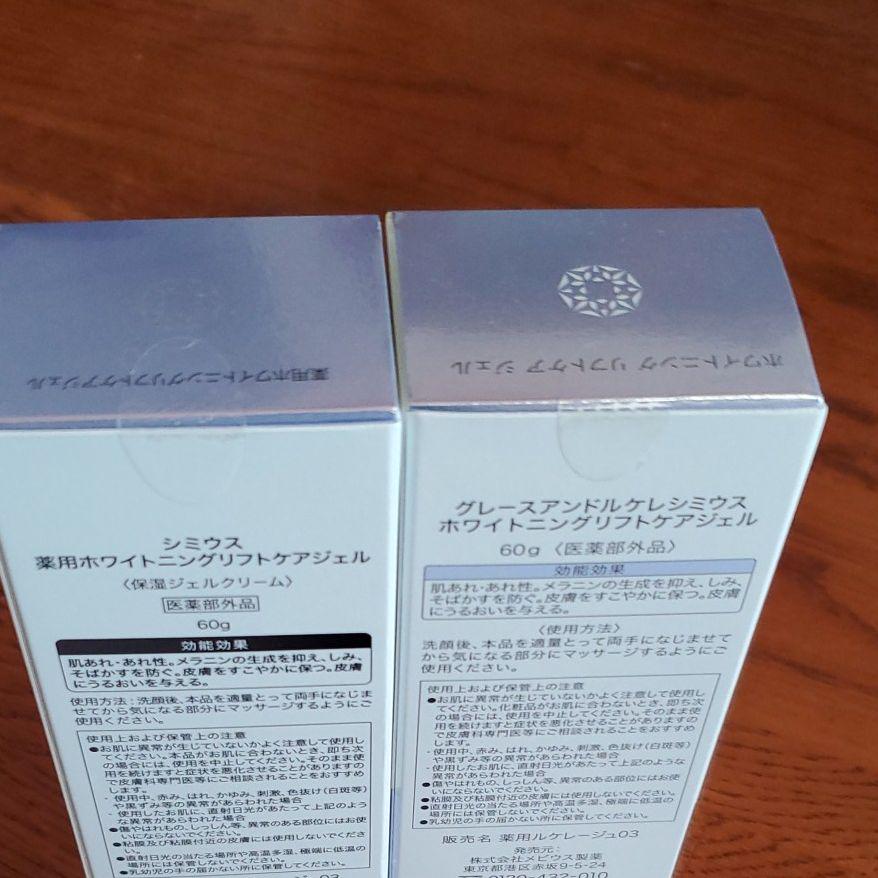 薬用ホワイトニングリフトケアジェル
シミウス
薬用ホワイトニングリフトケアジェル
〈保湿ジェルクリーム〉
医薬部外品
60g
効能効果
肌あれ・あれ性。メラニンの生成を抑え、しみ、
そばかすを防ぐ。皮膚をすこやかに保つ。皮膚
にうるおいを与える。
使用方法：洗顔後、本品を適量とって両手になじま
せてから気になる部分にマッサージするようにご
使用ください。
使用上および保管上の注意
●お肌に異常が生じていないかよく注意して使用し
てください。本品がお肌に合わないとき、即ち次
の場合には、使用を中止してください。そのまま使
用を続けますと症状を悪化させることがありますの
で皮膚科専門医等にご相談されることをおすすめ
します。
・使用中、赤み、はれ、かゆみ、刺激、色抜け(白斑等)
や黒ずみ等の異常があらわれた場合
・使用したお肌に、直射日光があたって上記のよう
な異常があらわれた場合
●傷やはれもの、しっしん等、異常のある部位にはお使
いにならないでください。
●粘膜及び粘膜付近の皮膚には使用しないでくださ
い。
●直射日光の当たる場所や高温多湿、極端に低温の
場所には保管しないでください。
●乳幼児の手の届かない所に保管してください。
ホワイトニング リフトケア ジェル
グレースアンドルケレシミウス
ホワイトニングリフトケアジェル
60g〈医薬部外品〉
効能効果
肌あれ・あれ性。メラニンの生成を抑え、しみ、
そばかすを防ぐ。皮膚をすこやかに保つ。皮膚
にうるおいを与える。
〈使用方法〉
洗顔後、本品を適量とって両手になじませて
から気になる部分にマッサージするようにご
使用ください。
使用上および保管上の注意
●お肌に異常が生じていないかよく注意して使用し
てください。化粧品がお肌に合わないとき、即ち次
の場合には、使用を中止してください。そのまま使
用を続けますと症状を悪化させることがありますの
で皮膚科専門医等にご相談されることをおすすめ
します。
・使用中、赤み、はれ、かゆみ、刺激、色抜け(白斑等)
や黒ずみ等の異常があらわれた場合
・使用したお肌に、直射日光があたって上記のような
異常があらわれた場合
●傷やはれもの、しっしん等、異常のある部位にはお使
いにならないでください。
●粘膜及び粘膜付近の皮膚には使用しないでください。
●直射日光の当たる場所や高温多湿、極端に低温の
場所には保管しないでください。
●乳幼児の手の届かない所に保管してください。
販売名 薬用ルケレージュ03
発売元：
株式会社メビウス製薬
東京都港区赤坂9-5-24
0120-432-010